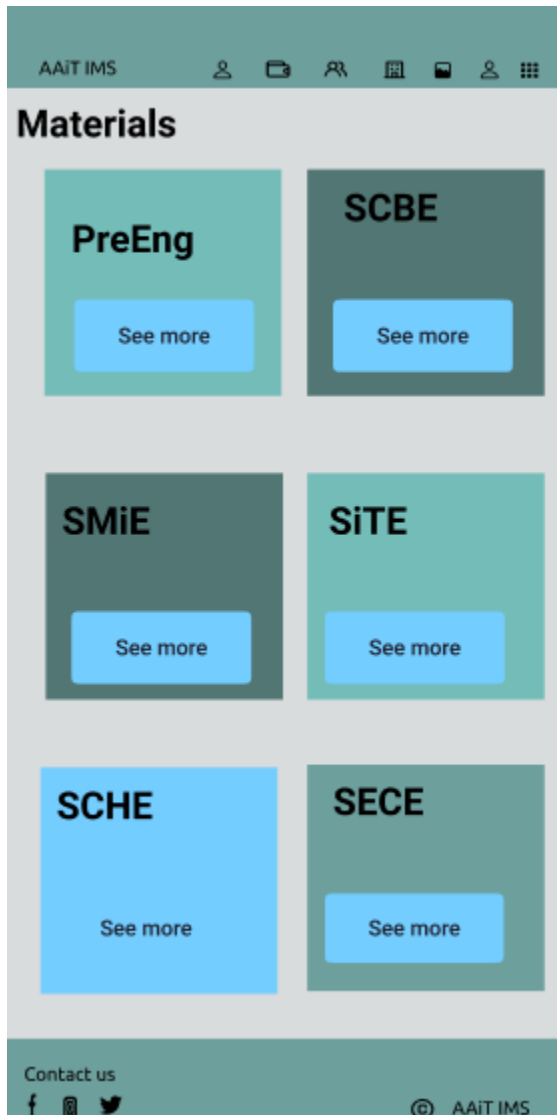 AAiT IMS
Materials
PreEng
See more
SCBE
See more
SMiE
See more
SiTE
See more
SCHE
See more
SECE
See more
Contact us
© AAiT IMS